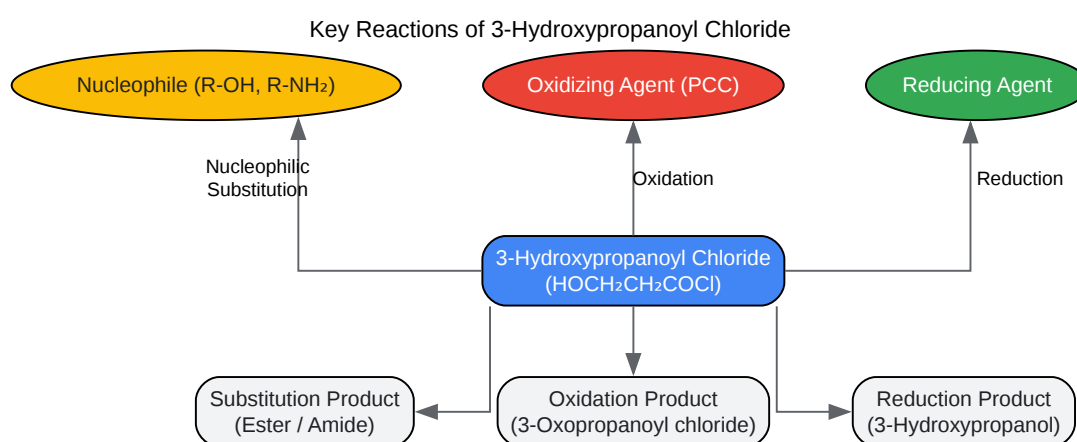 Key Reactions of 3-Hydroxypropanoyl Chloride
Nucleophile (R-OH, R-NH₂)
Oxidizing Agent (PCC)
Reducing Agent
Nucleophilic
Substitution
Oxidation
Reduction
3-Hydroxypropanoyl Chloride
(HOCH₂CH₂COCl)
Substitution Product
(Ester / Amide)
Oxidation Product
(3-Oxopropanoyl chloride)
Reduction Product
(3-Hydroxypropanol)